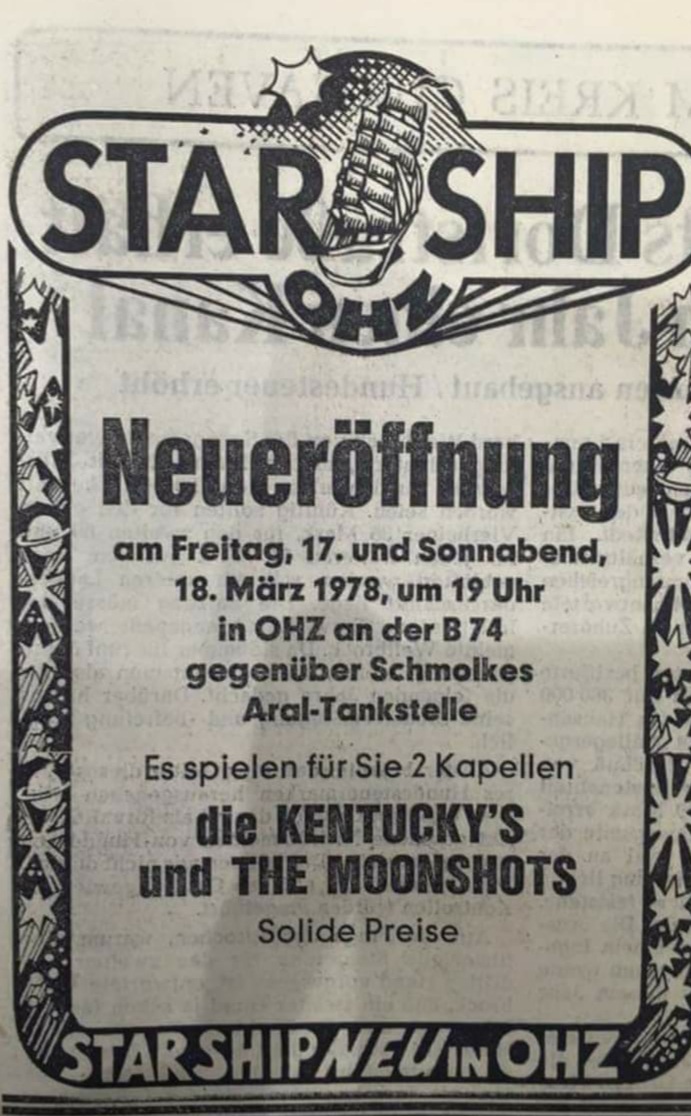 STAR SHIP
OHZ
Neueröffnung
am Freitag, 17. und Sonnabend,
18. März 1978, um 19 Uhr
in OHZ an der B 74
gegenüber Schmolkes
Aral-Tankstelle
Es spielen für Sie 2 Kapellen
die KENTUCKY'S
und THE MOONSHOTS
Solide Preise
STARSHIP NEU IN OHZ